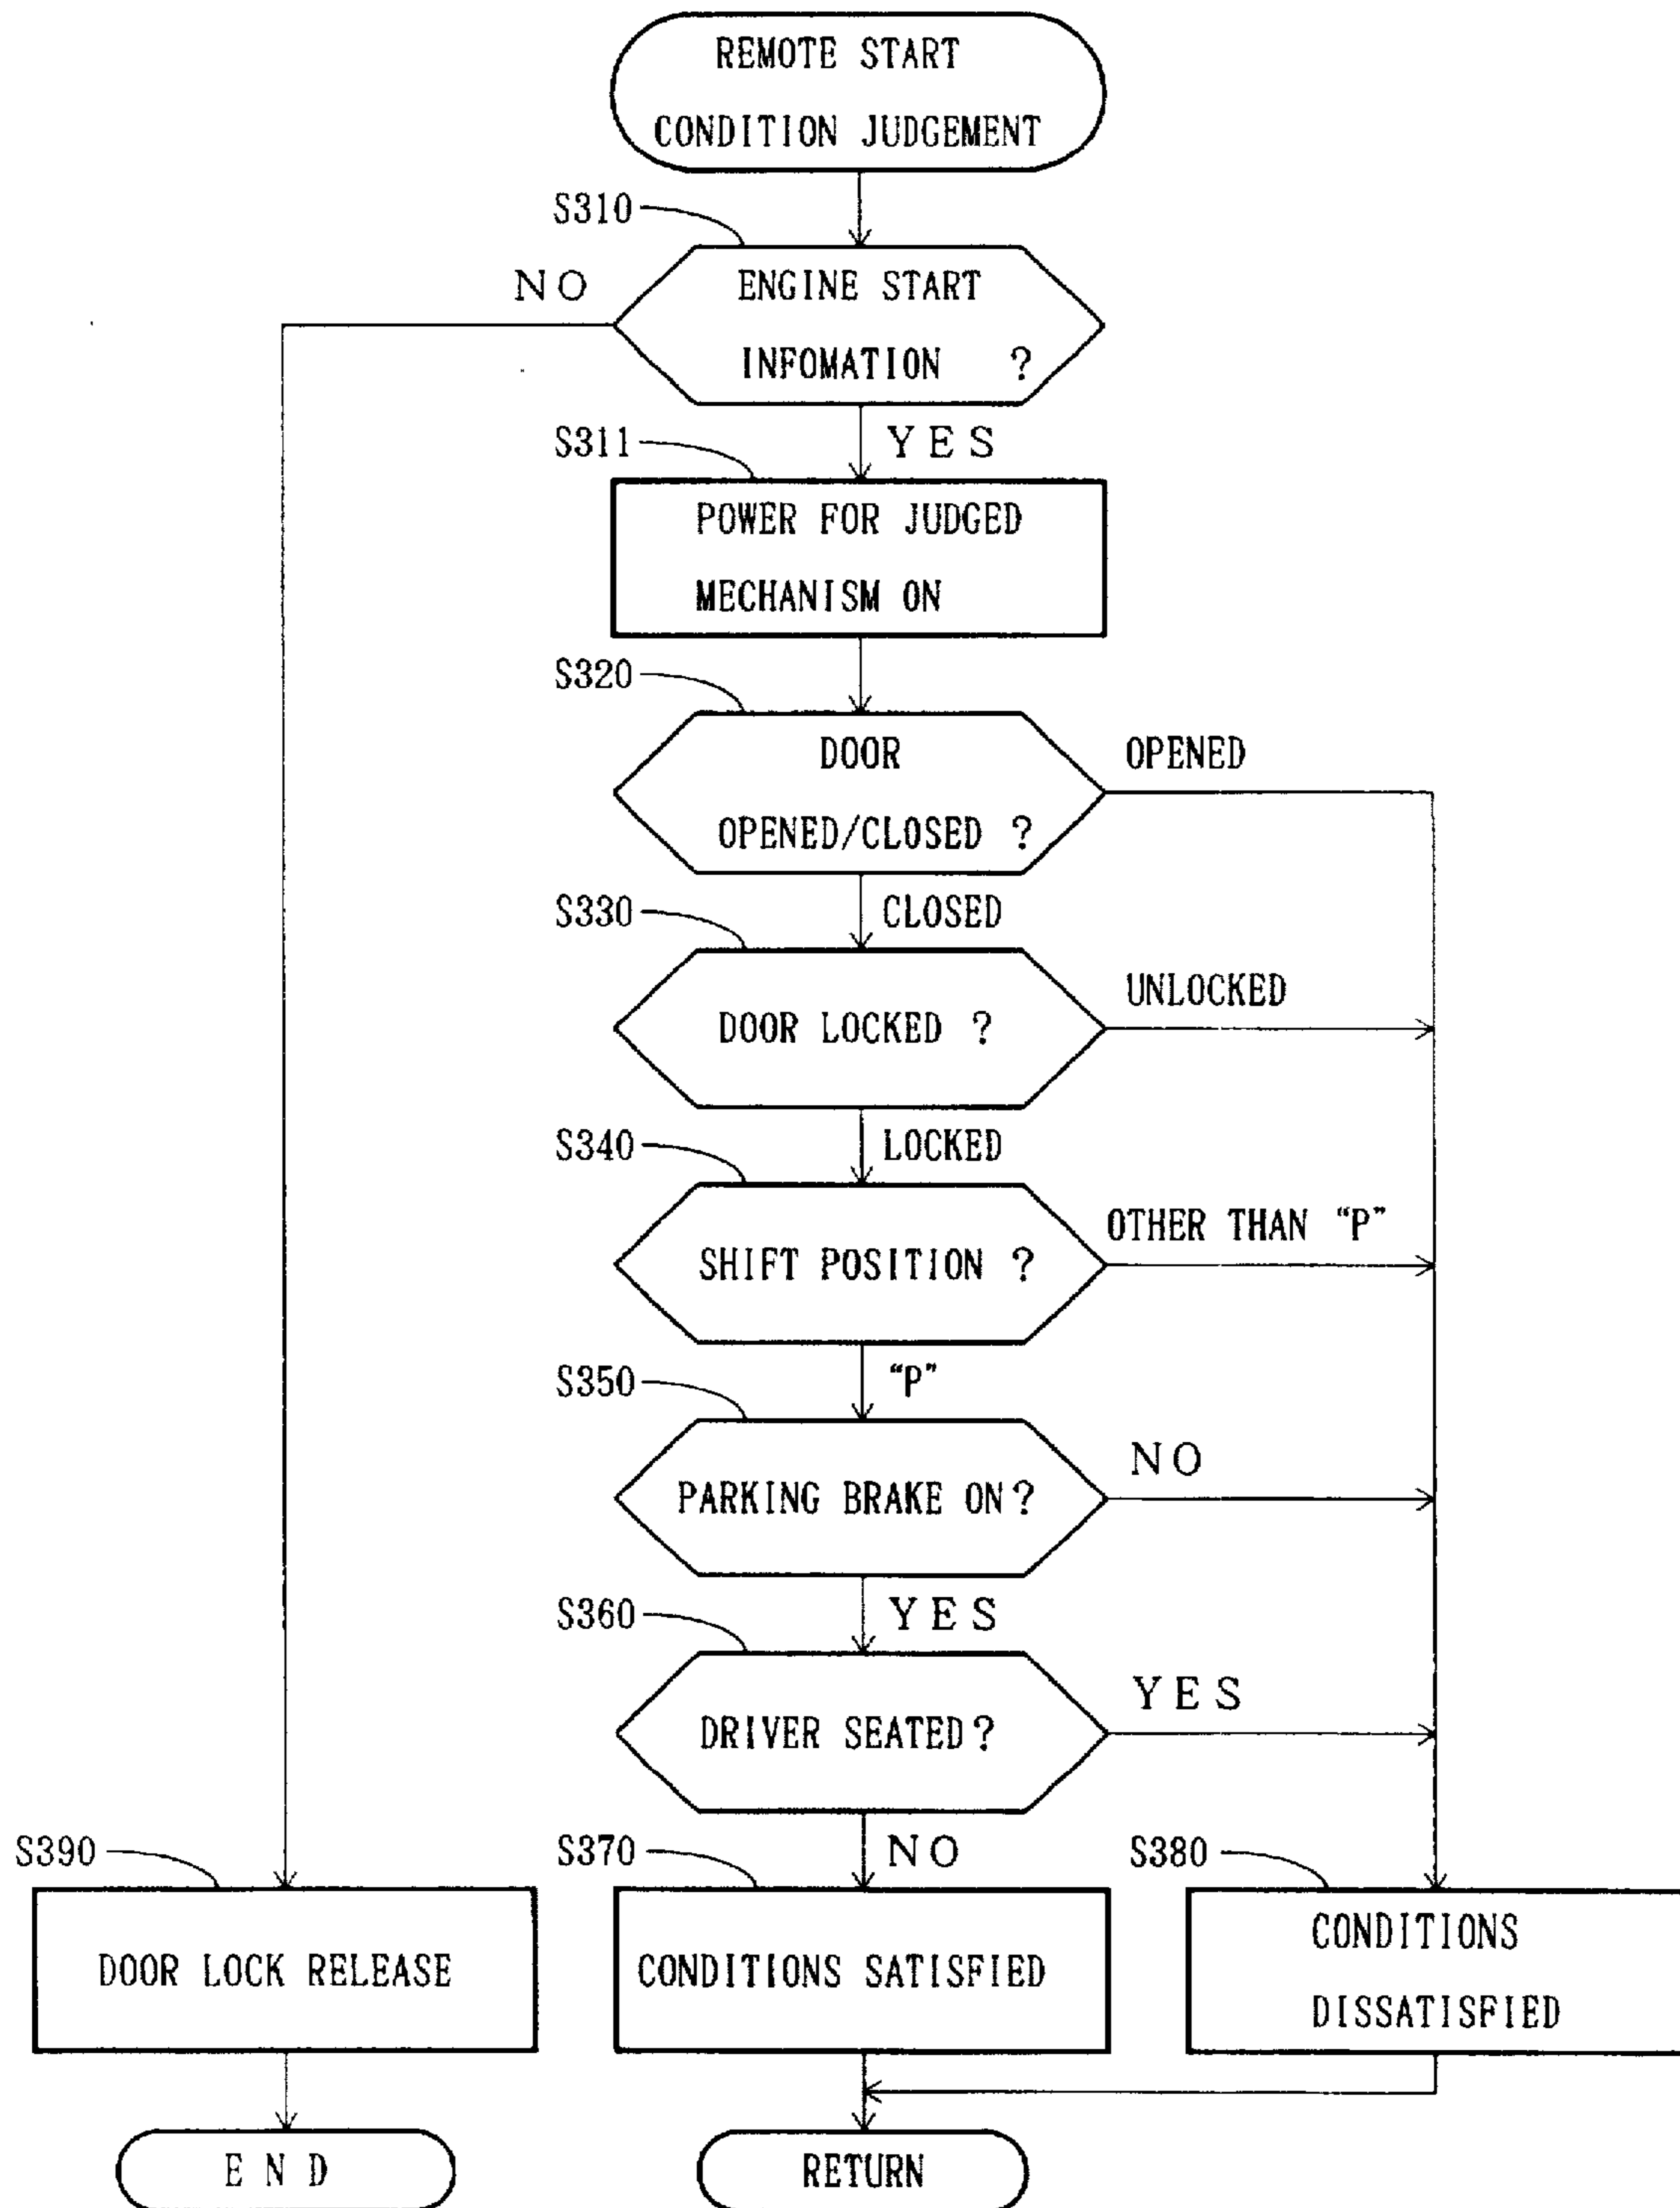 REMOTE START
CONDITION JUDGEMENT
S310
NO
ENGINE START
INFOMATION ?
S311
YES
POWER FOR JUDGED
MECHANISM ON
S320
DOOR
OPENED/CLOSED ?
OPENED
S330
CLOSED
DOOR LOCKED ?
UNLOCKED
S340
LOCKED
SHIFT POSITION ?
OTHER THAN “P”
S350
“P”
PARKING BRAKE ON?
NO
S360
YES
DRIVER SEATED?
YES
S390
S370
NO
S380
DOOR LOCK RELEASE
CONDITIONS SATISFIED
CONDITIONS
DISSATISFIED
END
RETURN